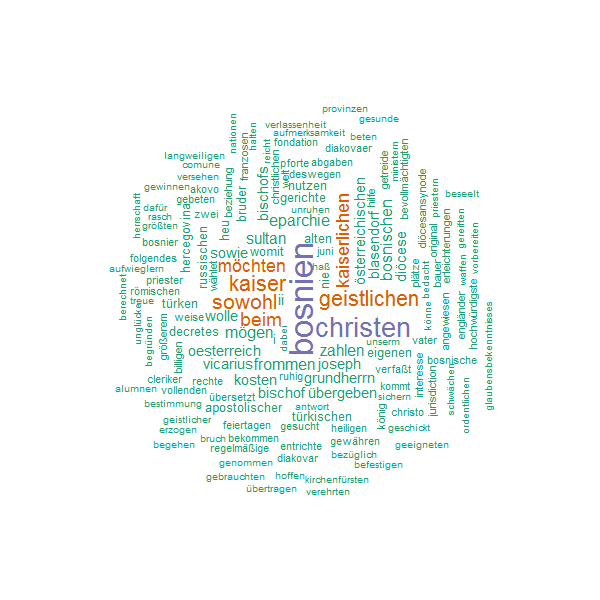 provinzen
gesunde
verlassenheit
nationen
aufmerksamkeit
beten
halten
fondation
diakovaer
franzosen
reicht
langweiligen
comune
pforte
abgaben
ministern
bevollmächtigten
versehen
welt
deswegen
getreide
gewinnen
akovo
beziehung
bischofs
christlichen
nutzen
hilfe
diöcesansynode
priestern
beseelt
herrschaft
dafür
gebeten
bruder
gerichte
kaiserlichen
österreichischen
rasch
zwei
unruhen
blasendorf
bosnischen
größten
hercegovina
heu
eparchie
original
ergriffen
bosnier
russischen
sultan
alten
diöcese
erleichterungen
folgendes
sowie
womit
juni
plätze
bauer
waffen
vorbereiten
aufwieglern
wählet
möchten
haß
nie
bedacht
engländer
hochwürdigste
berechnet
priester
kaiser
bosnien
geistlichen
könne
angewiesen
glaubensbekenntnisses
römischen
true
türken
sowohl
ii
unglückliche
weise
wolle
beim
christen
unserm
vater
begründen
größerem
decretes
mögen
i
dabei
zahlen
eigenen
interesse
bosnische
schwächen
billigen
oesterreich
vicarius
frommen
joseph
verfaßt
cleriker
rechte
kosten
ruhig
grundherrn
kommt
jurisdiction
ordentlichen
alumnen
vollenden
übersetzt
bischof
übergeben
sichern
bestimmung
apostolischer
antwort
türkischen
könig
christo
geistlicher
feiertagen
gesucht
heiligen
geschickt
erzogen
bruch
bekommen
gewähren
begehen
regelmäßige
entrichte
bezüglich
geeigneten
genommen
diakovar
befestigen
gebrauchten
hoffen
kirchenfürsten
übertragen
verehrten